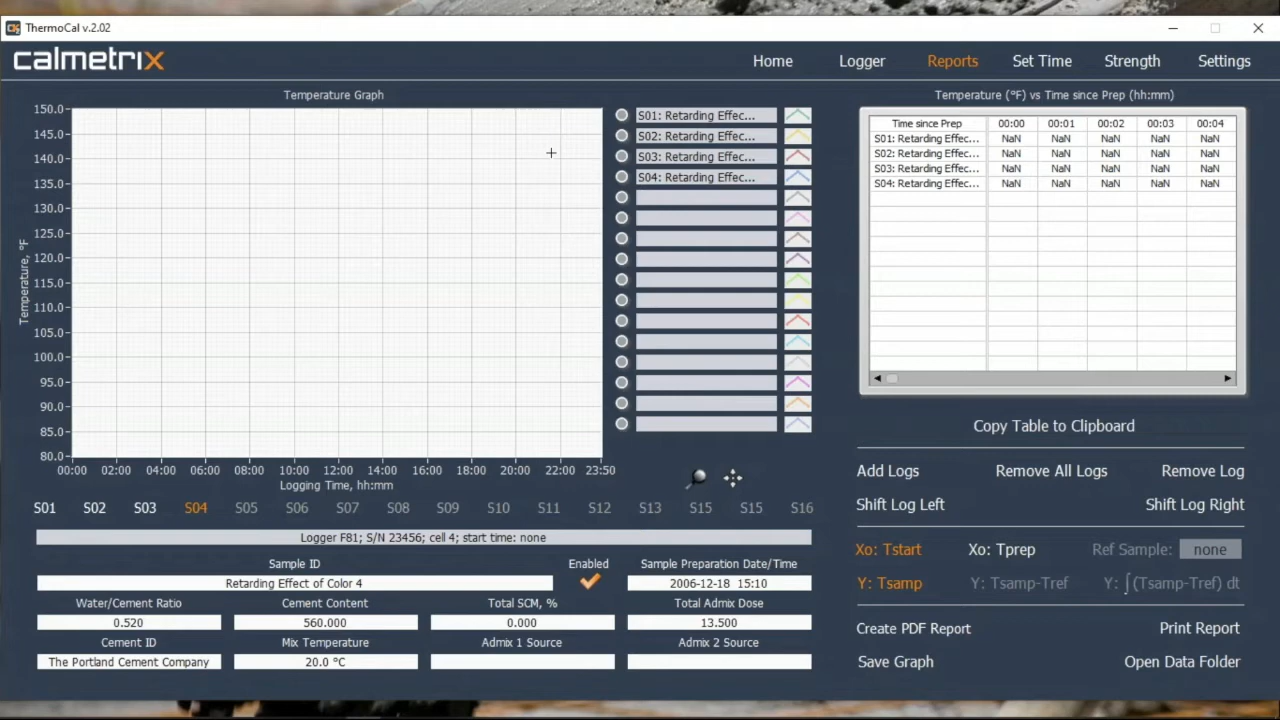 ThermoCal v.2.02
calmetrix
Home Logger Reports Set Time Strength Settings
Temperature Graph
150.0
145.0
140.0
135.0
130.0
125.0
120.0
115.0
110.0
105.0
100.0
95.0
90.0
85.0
80.0
Temperature, °F
00:00 02:00 04:00 06:00 08:00 10:00 12:00 14:00 16:00 18:00 20:00 22:00 23:50
Logging Time, hh:mm
S01: Retarding Effec...
S02: Retarding Effec...
S03: Retarding Effec...
S04: Retarding Effec...
Temperature (°F) vs Time since Prep (hh:mm)
Time since Prep 00:00 00:01 00:02 00:03 00:04
S01: Retarding Effec... NaN NaN NaN NaN NaN
S02: Retarding Effec... NaN NaN NaN NaN NaN
S03: Retarding Effec... NaN NaN NaN NaN NaN
S04: Retarding Effec... NaN NaN NaN NaN NaN
Copy Table to Clipboard
Add Logs Remove All Logs Remove Log
Shift Log Left Shift Log Right
Xo: Tstart Xo: Tprep Ref Sample: none
Y: Tsamp Y: Tsamp-Tref Y: ∫(Tsamp-Tref) dt
Create PDF Report Print Report
Save Graph Open Data Folder
S01 S02 S03 S04 S05 S06 S07 S08 S09 S10 S11 S12 S13 S15 S15 S16
Logger F81; S/N 23456; cell 4; start time: none
Sample ID Enabled Sample Preparation Date/Time
Retarding Effect of Color 4 2006-12-18 15:10
Water/Cement Ratio Cement Content Total SCM, % Total Admix Dose
0.520 560.000 0.000 13.500
Cement ID Mix Temperature Admix 1 Source Admix 2 Source
The Portland Cement Company 20.0 °C